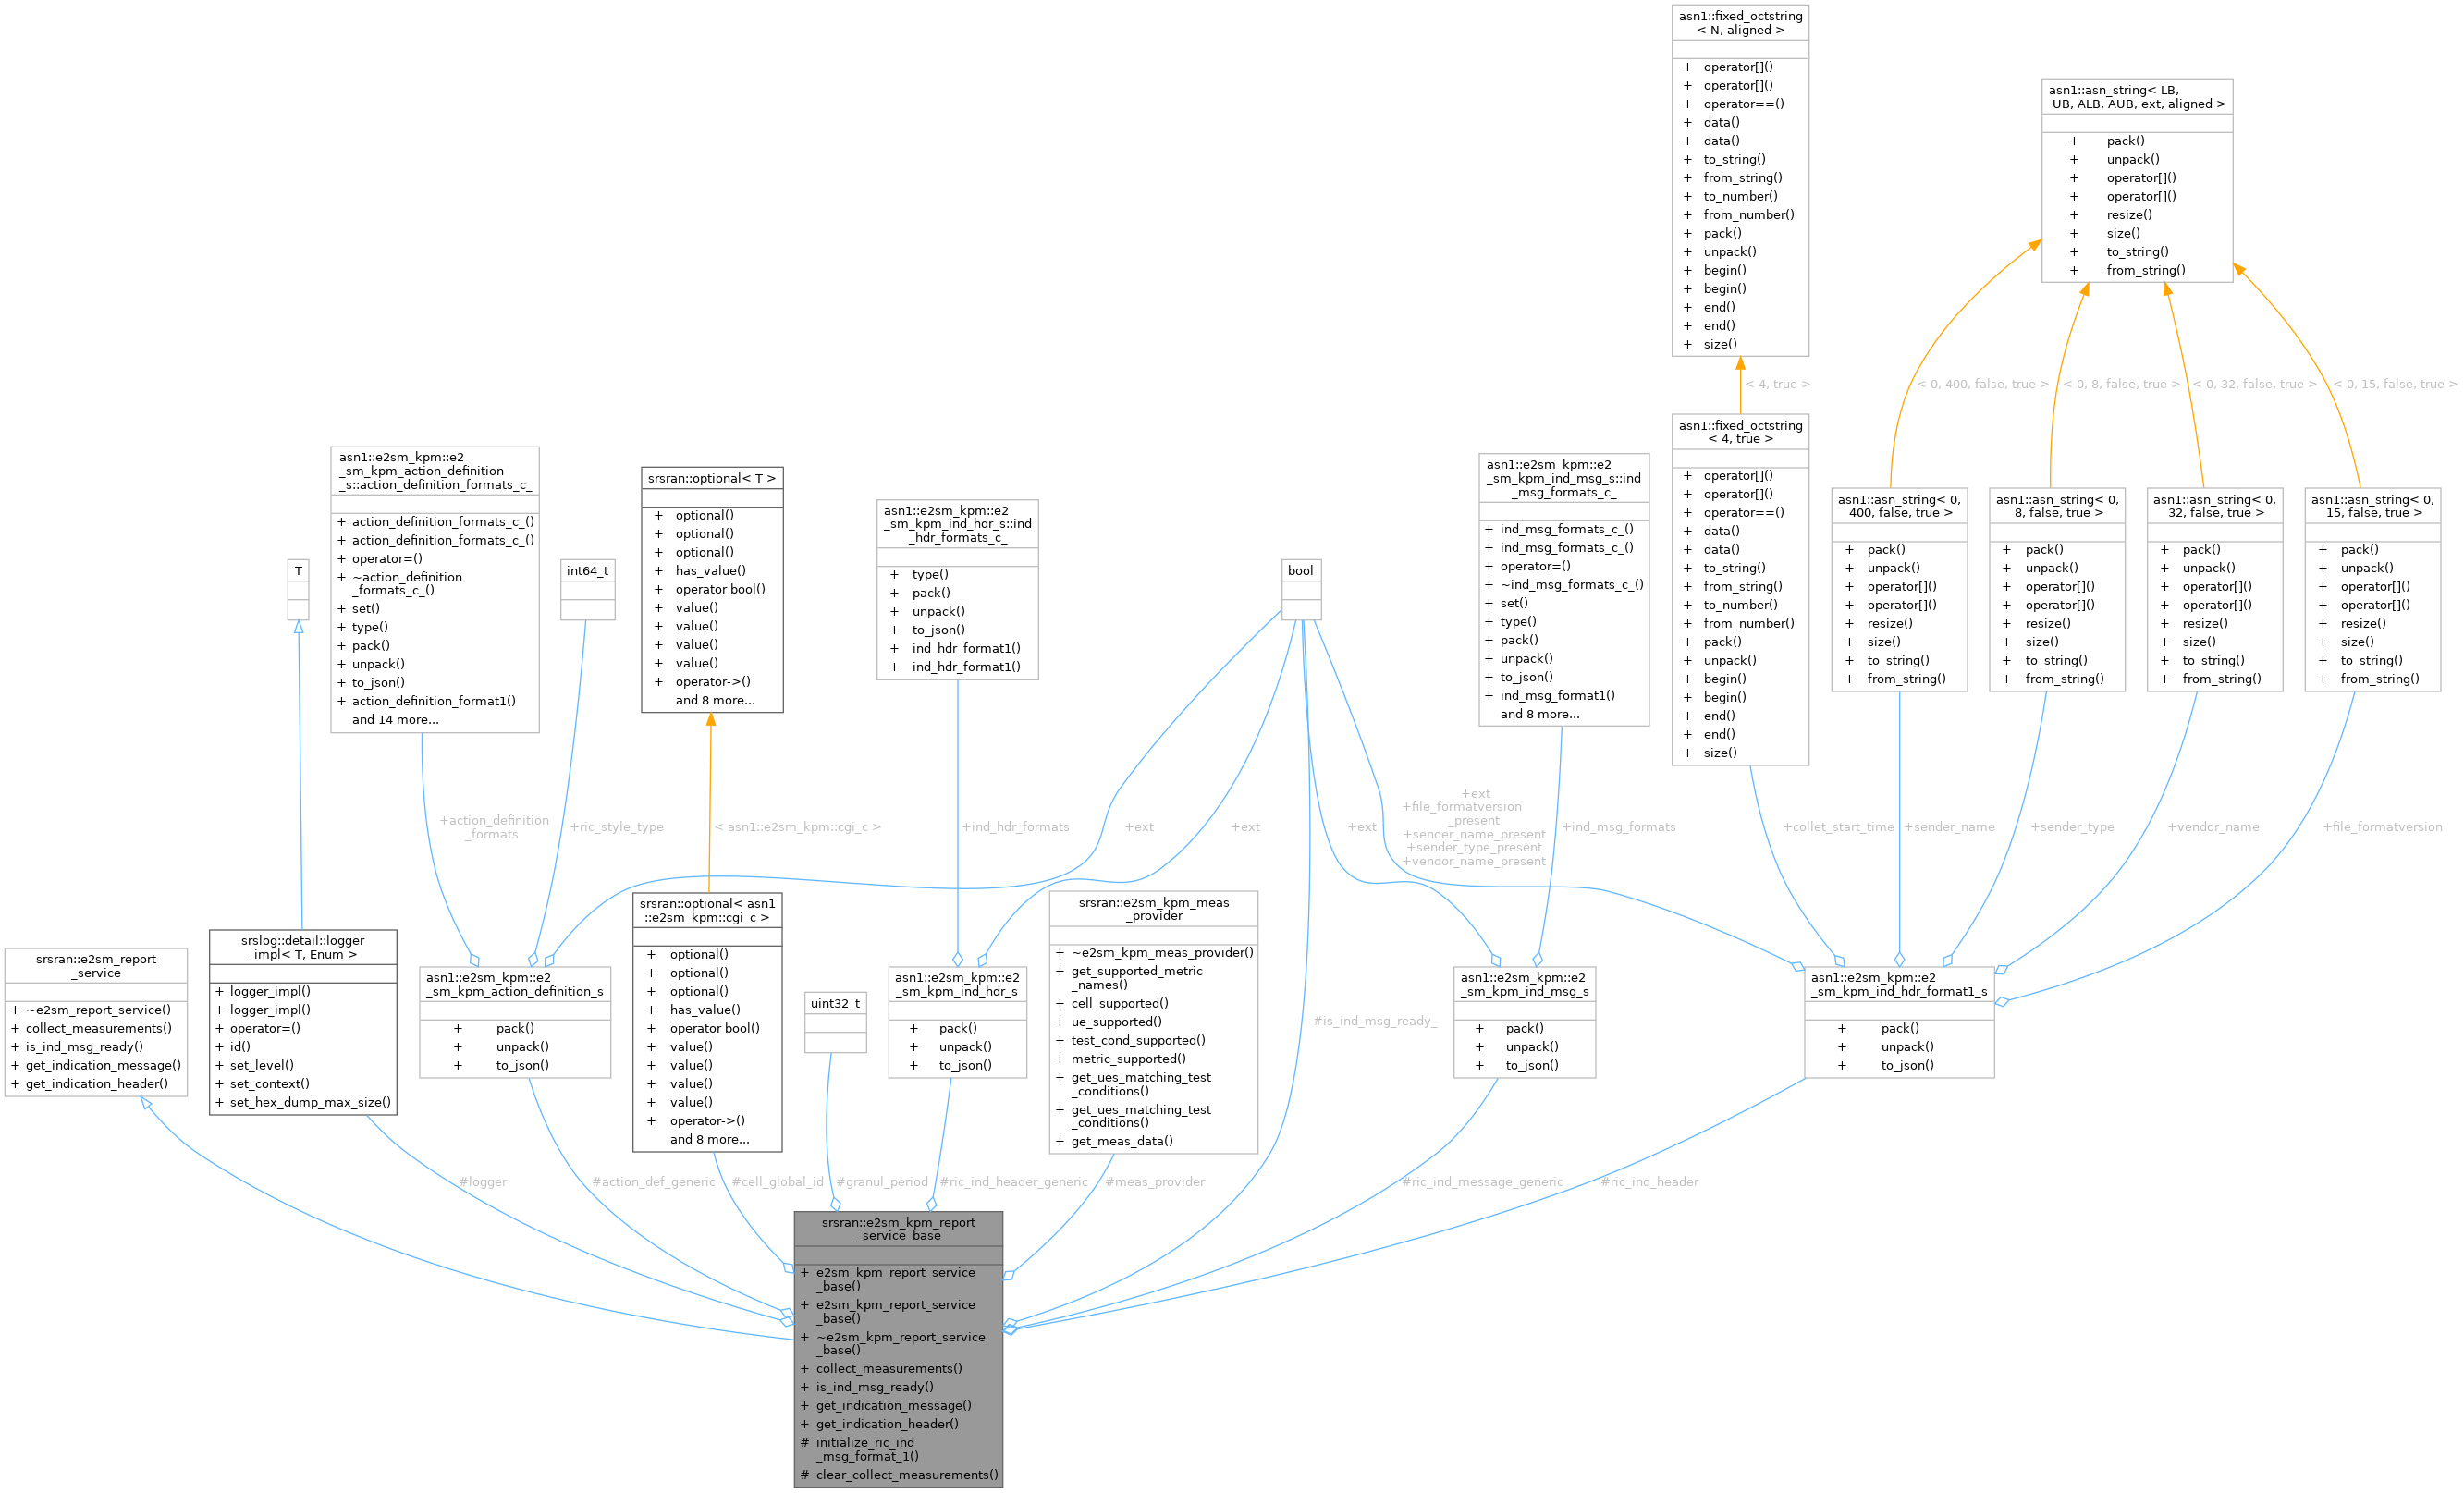 asn1::fixed_octstring
< N, aligned >
+ operator[]()
+ operator[]()
+ operator==()
+ data()
+ data()
+ to_string()
+ from_string()
+ to_number()
+ from_number()
+ pack()
+ unpack()
+ begin()
+ begin()
+ end()
+ end()
+ size()
asn1::asn_string< LB,
UB, ALB, AUB, ext, aligned >
+ pack()
+ unpack()
+ operator[]()
+ operator[]()
+ resize()
+ size()
+ to_string()
+ from_string()
< 4, true >
< 0, 400, false, true >
< 0, 8, false, true >
< 0, 32, false, true >
< 0, 15, false, true >
T
asn1::e2sm_kpm::e2
_sm_kpm_action_definition
_s::action_definition_formats_c_
+ action_definition_formats_c_()
+ action_definition_formats_c_()
+ operator=()
+ ~action_definition
_formats_c_()
+ set()
+ type()
+ pack()
+ unpack()
+ to_json()
+ action_definition_format1()
and 14 more...
int64_t
srsran::optional< T >
+ optional()
+ optional()
+ optional()
+ has_value()
+ operator bool()
+ value()
+ value()
+ value()
+ value()
+ operator->()
and 8 more...
asn1::e2sm_kpm::e2
_sm_kpm_ind_hdr_s::ind
_hdr_formats_c_
+ type()
+ pack()
+ unpack()
+ to_json()
+ ind_hdr_format1()
+ ind_hdr_format1()
bool
asn1::e2sm_kpm::e2
_sm_kpm_ind_msg_s::ind
_msg_formats_c_
+ ind_msg_formats_c_()
+ ind_msg_formats_c_()
+ operator=()
+ ~ind_msg_formats_c_()
+ set()
+ type()
+ pack()
+ unpack()
+ to_json()
+ ind_msg_format1()
and 8 more...
asn1::fixed_octstring
< 4, true >
+ operator[]()
+ operator[]()
+ operator==()
+ data()
+ data()
+ to_string()
+ from_string()
+ to_number()
+ from_number()
+ pack()
+ unpack()
+ begin()
+ begin()
+ end()
+ end()
+ size()
asn1::asn_string< 0,
400, false, true >
+ pack()
+ unpack()
+ operator[]()
+ operator[]()
+ resize()
+ size()
+ to_string()
+ from_string()
asn1::asn_string< 0,
8, false, true >
+ pack()
+ unpack()
+ operator[]()
+ operator[]()
+ resize()
+ size()
+ to_string()
+ from_string()
asn1::asn_string< 0,
32, false, true >
+ pack()
+ unpack()
+ operator[]()
+ operator[]()
+ resize()
+ size()
+ to_string()
+ from_string()
asn1::asn_string< 0,
15, false, true >
+ pack()
+ unpack()
+ operator[]()
+ operator[]()
+ resize()
+ size()
+ to_string()
+ from_string()
+action_definition
_formats
+ric_style_type
< asn1::e2sm_kpm::cgi_c >
+ind_hdr_formats
+ext
+ext
+ext
+ext
+file_formatversion
_present
+sender_name_present
+sender_type_present
+vendor_name_present
+ind_msg_formats
+collet_start_time
+sender_name
+sender_type
+vendor_name
+file_formatversion
srsran::e2sm_report
_service
+ ~e2sm_report_service()
+ collect_measurements()
+ is_ind_msg_ready()
+ get_indication_message()
+ get_indication_header()
srslog::detail::logger
_impl< T, Enum >
+ logger_impl()
+ logger_impl()
+ operator=()
+ id()
+ set_level()
+ set_context()
+ set_hex_dump_max_size()
asn1::e2sm_kpm::e2
_sm_kpm_action_definition_s
+ pack()
+ unpack()
+ to_json()
srsran::optional< asn1
::e2sm_kpm::cgi_c >
+ optional()
+ optional()
+ optional()
+ has_value()
+ operator bool()
+ value()
+ value()
+ value()
+ value()
+ operator->()
and 8 more...
uint32_t
asn1::e2sm_kpm::e2
_sm_kpm_ind_hdr_s
+ pack()
+ unpack()
+ to_json()
srsran::e2sm_kpm_meas
_provider
+ ~e2sm_kpm_meas_provider()
+ get_supported_metric
_names()
+ cell_supported()
+ ue_supported()
+ test_cond_supported()
+ metric_supported()
+ get_ues_matching_test
_conditions()
+ get_ues_matching_test
_conditions()
+ get_meas_data()
#is_ind_msg_ready_
asn1::e2sm_kpm::e2
_sm_kpm_ind_msg_s
+ pack()
+ unpack()
+ to_json()
asn1::e2sm_kpm::e2
_sm_kpm_ind_hdr_format1_s
+ pack()
+ unpack()
+ to_json()
#logger
#action_def_generic
#cell_global_id
#granul_period
#ric_ind_header_generic
#meas_provider
#ric_ind_message_generic
#ric_ind_header
srsran::e2sm_kpm_report
_service_base
+ e2sm_kpm_report_service
_base()
+ e2sm_kpm_report_service
_base()
+ ~e2sm_kpm_report_service
_base()
+ collect_measurements()
+ is_ind_msg_ready()
+ get_indication_message()
+ get_indication_header()
# initialize_ric_ind
_msg_format_1()
# clear_collect_measurements()